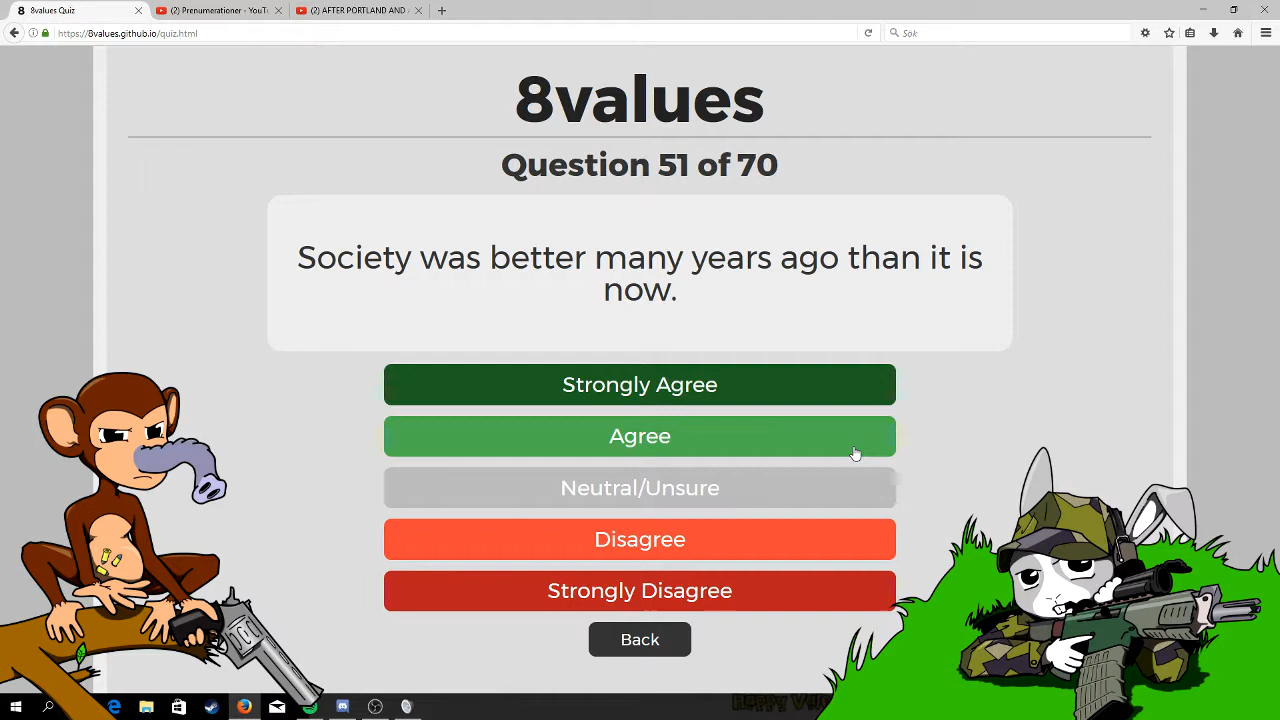 8 8values Quiz
(2) Prenumerationer - YouTu
(2) AFTER PORTLAND AND
https://8values.github.io/quiz.html
Sök
8values
Question 51 of 70
Society was better many years ago than it is
now.
Strongly Agree
Agree
Neutral/Unsure
Disagree
Strongly Disagree
Back